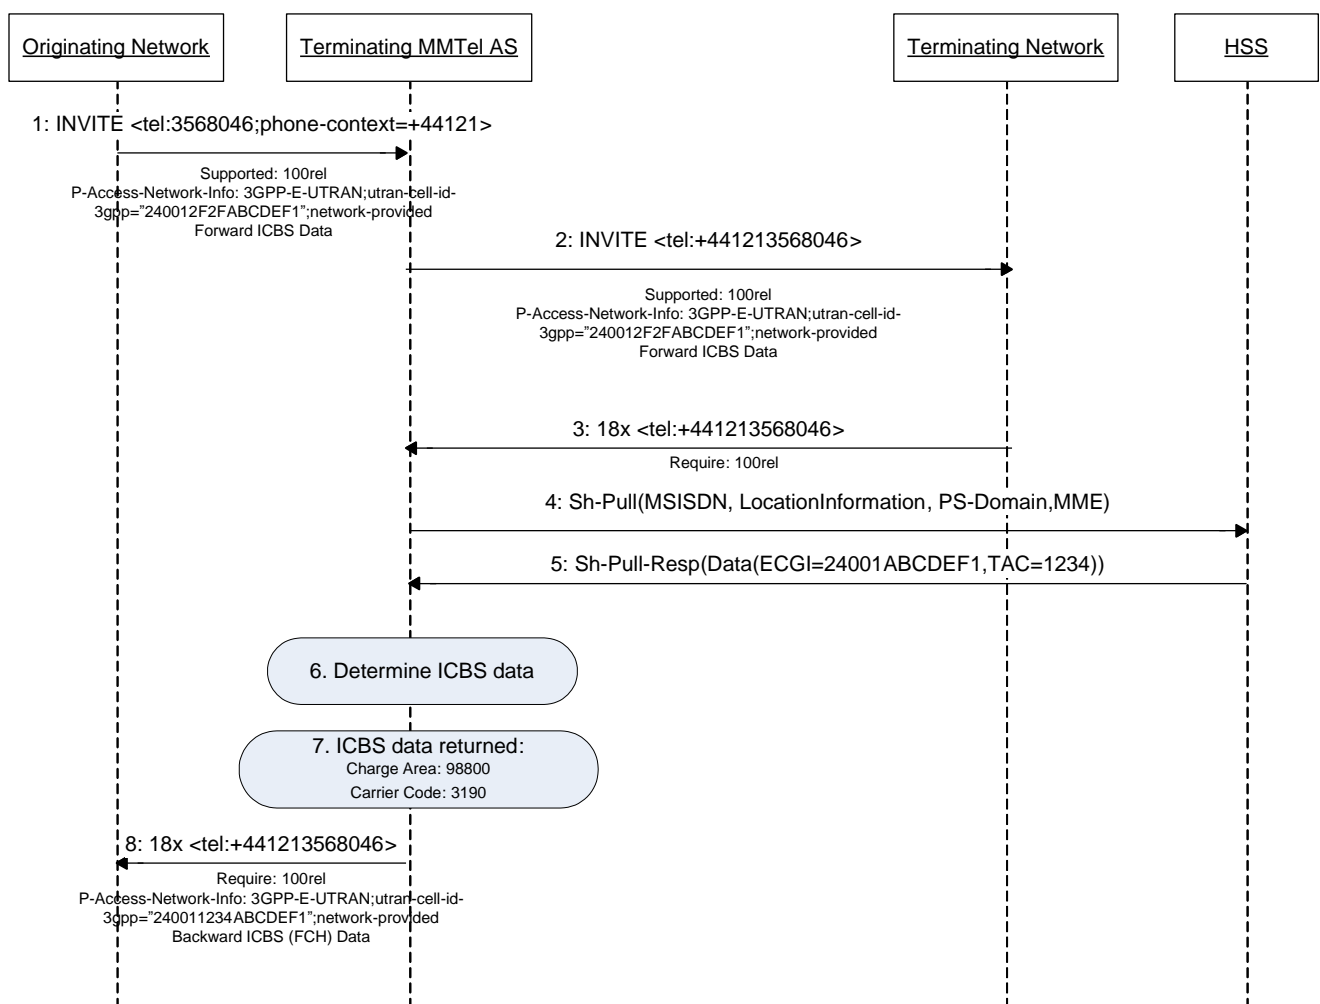 Originating Network
Terminating MMTel AS
Terminating Network
HSS
1: INVITE <tel:3568046;phone-context=+44121>
Supported: 100rel
P-Access-Network-Info: 3GPP-E-UTRAN;utran-cell-id-
3gpp=”240012F2FABCDEF1”;network-provided
Forward ICBS Data
2: INVITE <tel:+441213568046>
Supported: 100rel
P-Access-Network-Info: 3GPP-E-UTRAN;utran-cell-id-
3gpp=”240012F2FABCDEF1”;network-provided
Forward ICBS Data
3: 18x <tel:+441213568046>
Require: 100rel
4: Sh-Pull(MSISDN, LocationInformation, PS-Domain,MME)
5: Sh-Pull-Resp(Data(ECGI=24001ABCDEF1,TAC=1234))
6. Determine ICBS data
7. ICBS data returned:
Charge Area: 98800
Carrier Code: 3190
8: 18x <tel:+441213568046>
Require: 100rel
P-Access-Network-Info: 3GPP-E-UTRAN;utran-cell-id-
3gpp=”240011234ABCDEF1”;network-provided
Backward ICBS (FCH) Data